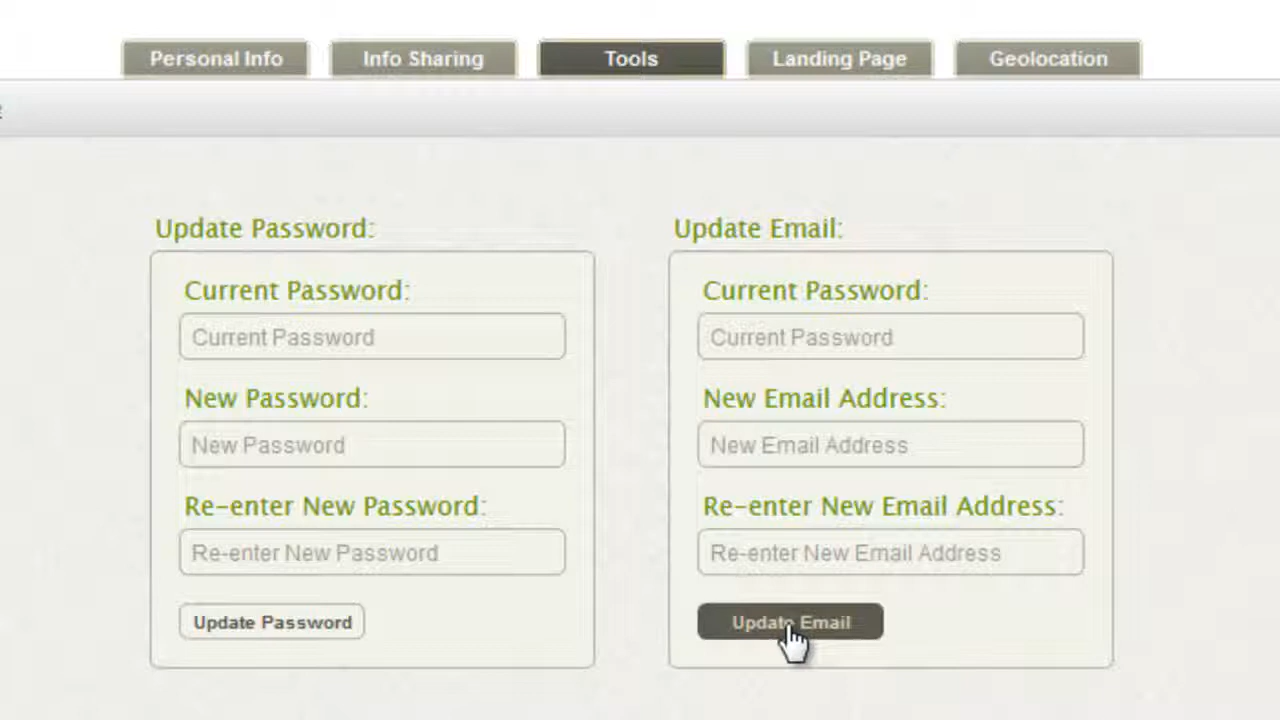 Personal Info
Info Sharing
Tools
Landing Page
Geolocation
Update Password:
Current Password:
Current Password
New Password:
New Password
Re-enter New Password:
Re-enter New Password
Update Password
Update Email:
Current Password:
Current Password
New Email Address:
New Email Address
Re-enter New Email Address:
Re-enter New Email Address
Update Email